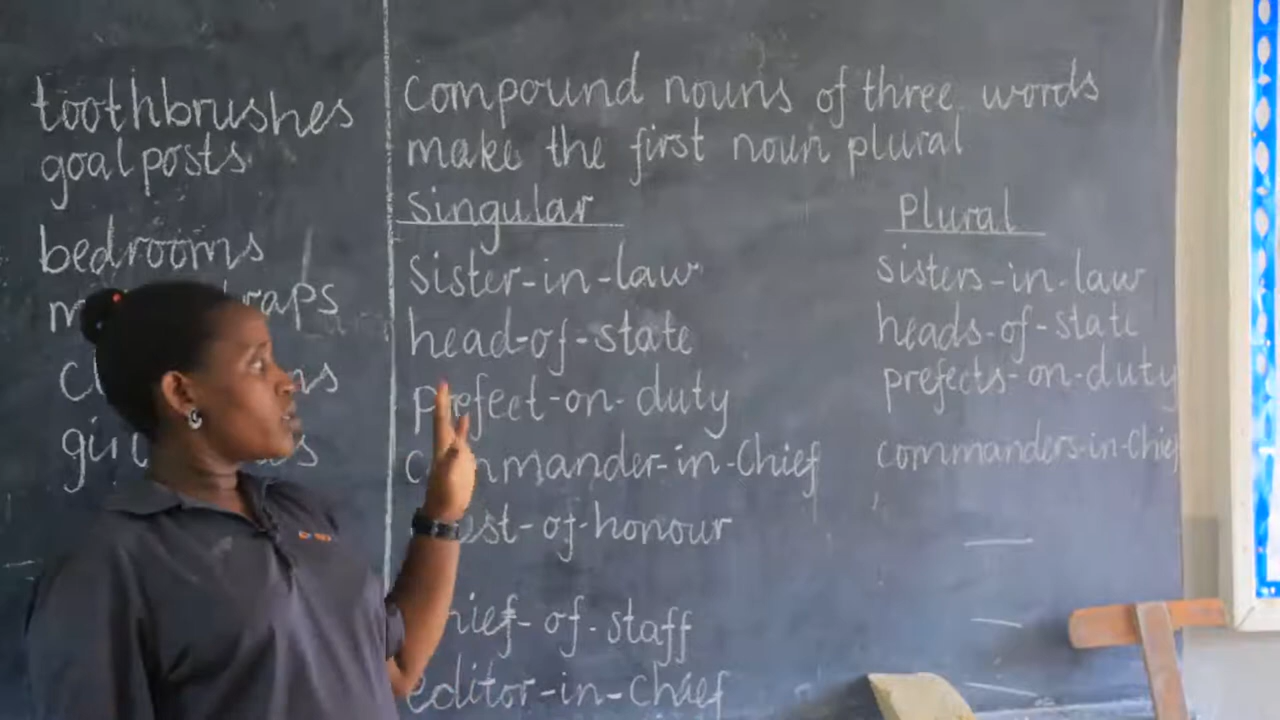 toothbrushes
goalposts
bedrooms
Compound nouns of three words
make the first noun plural
Singular
Plural
Sister-in-law
sisters-in-law
head-of-state
heads-of-state
prefect-on-duty
prefects-on-duty
commander-in-Chief
commanders-in-Chief
-of-honour
-of-staff
editor-in-Chief